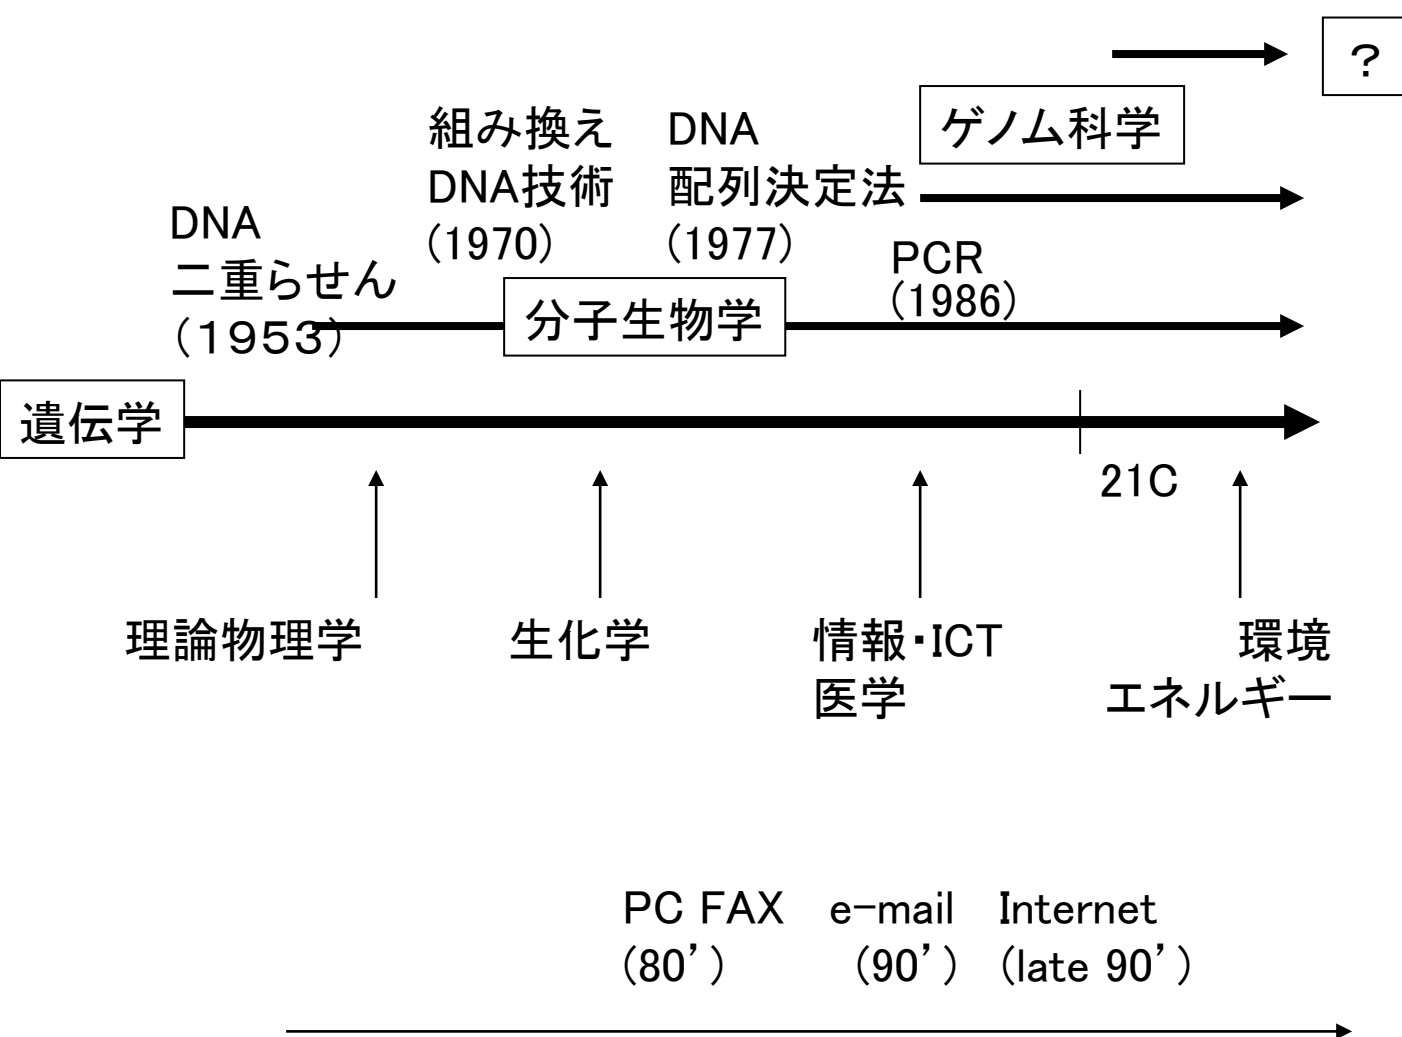 ？
ゲノム科学
組み換え
DNA技術
(1970)
DNA
配列決定法
(1977)
DNA
二重らせん
（１９５３）
PCR
(1986)
分子生物学
遺伝学
21C
理論物理学
生化学
情報・ICT
医学
環境
エネルギー
PC FAX e-mail Internet
(80’) (90’) (late 90’)